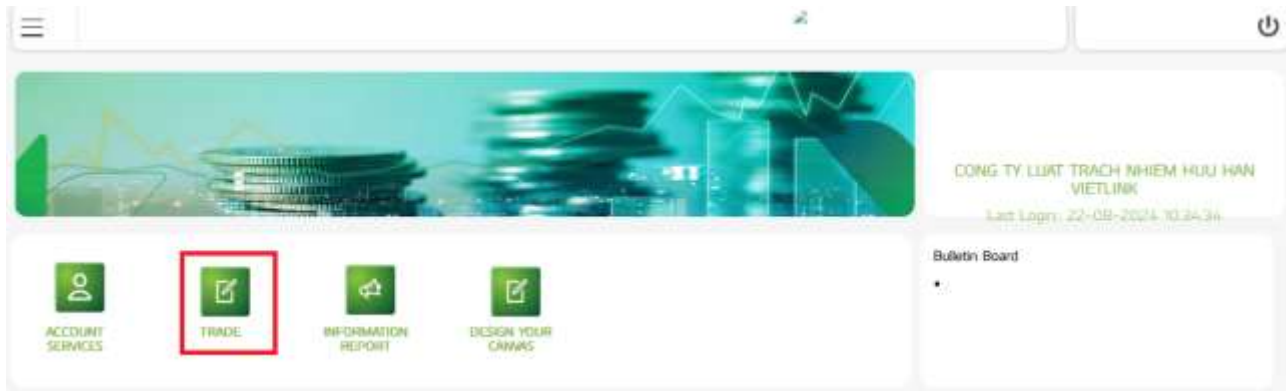 CONG TY LUAT TRACH NHIEM HUU HAN
VIETLINK
Last Login: 22-08-2024 10:34:34
Bulletin Board
ACCOUNT
SERVICES
TRADE
INFORMATION
REPORT
DESIGN YOUR
CANVAS